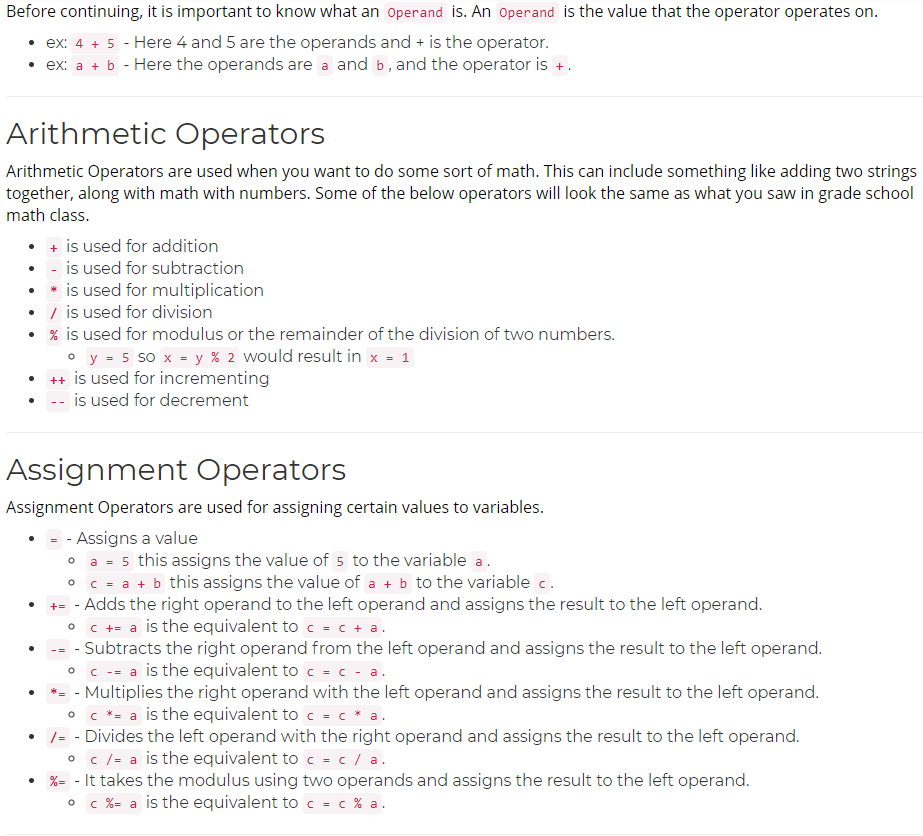 Before continuing, it is important to know what an Operand is. An Operand is the value that the operator operates on.
• ex: 4 + 5 - Here 4 and 5 are the operands and + is the operator.
• ex: a + b - Here the operands are a and b, and the operator is +.
Arithmetic Operators
Arithmetic Operators are used when you want to do some sort of math. This can include something like adding two strings
together, along with math with numbers. Some of the below operators will look the same as what you saw in grade school
math class.
• + is used for addition
• - is used for subtraction
• * is used for multiplication
• / is used for division
• % is used for modulus or the remainder of the division of two numbers.
◦ y = 5 so x = y % 2 would result in x = 1
• ++ is used for incrementing
• -- is used for decrement
Assignment Operators
Assignment Operators are used for assigning certain values to variables.
• = - Assigns a value
◦ a = 5 this assigns the value of 5 to the variable a.
◦ c = a + b this assigns the value of a + b to the variable c.
• += - Adds the right operand to the left operand and assigns the result to the left operand.
◦ c += a is the equivalent to c = c + a.
• -= - Subtracts the right operand from the left operand and assigns the result to the left operand.
◦ c -= a is the equivalent to c = c - a.
• *= - Multiplies the right operand with the left operand and assigns the result to the left operand.
◦ c *= a is the equivalent to c = c * a.
• /= - Divides the left operand with the right operand and assigns the result to the left operand.
◦ c /= a is the equivalent to c = c / a.
• %= - It takes the modulus using two operands and assigns the result to the left operand.
◦ c %= a is the equivalent to c = c % a.